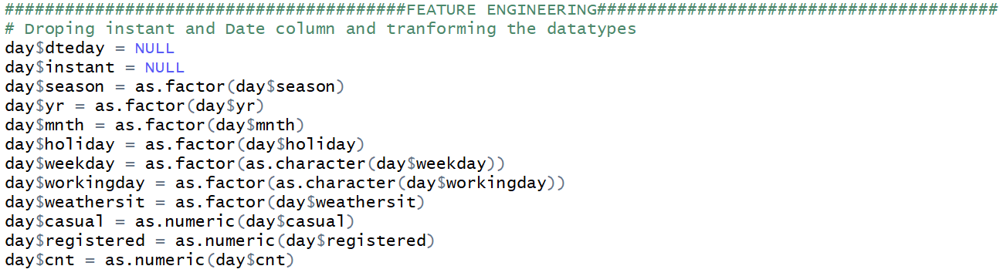 ########################################FEATURE ENGINEERING########################################
# Droping instant and Date column and tranforming the datatypes
day$dteday = NULL
day$instant = NULL
day$season = as.factor(day$season)
day$yr = as.factor(day$yr)
day$mnth = as.factor(day$mnth)
day$holiday = as.factor(day$holiday)
day$weekday = as.factor(as.character(day$weekday))
day$workingday = as.factor(as.character(day$workingday))
day$weathersit = as.factor(day$weathersit)
day$casual = as.numeric(day$casual)
day$registered = as.numeric(day$registered)
day$cnt = as.numeric(day$cnt)